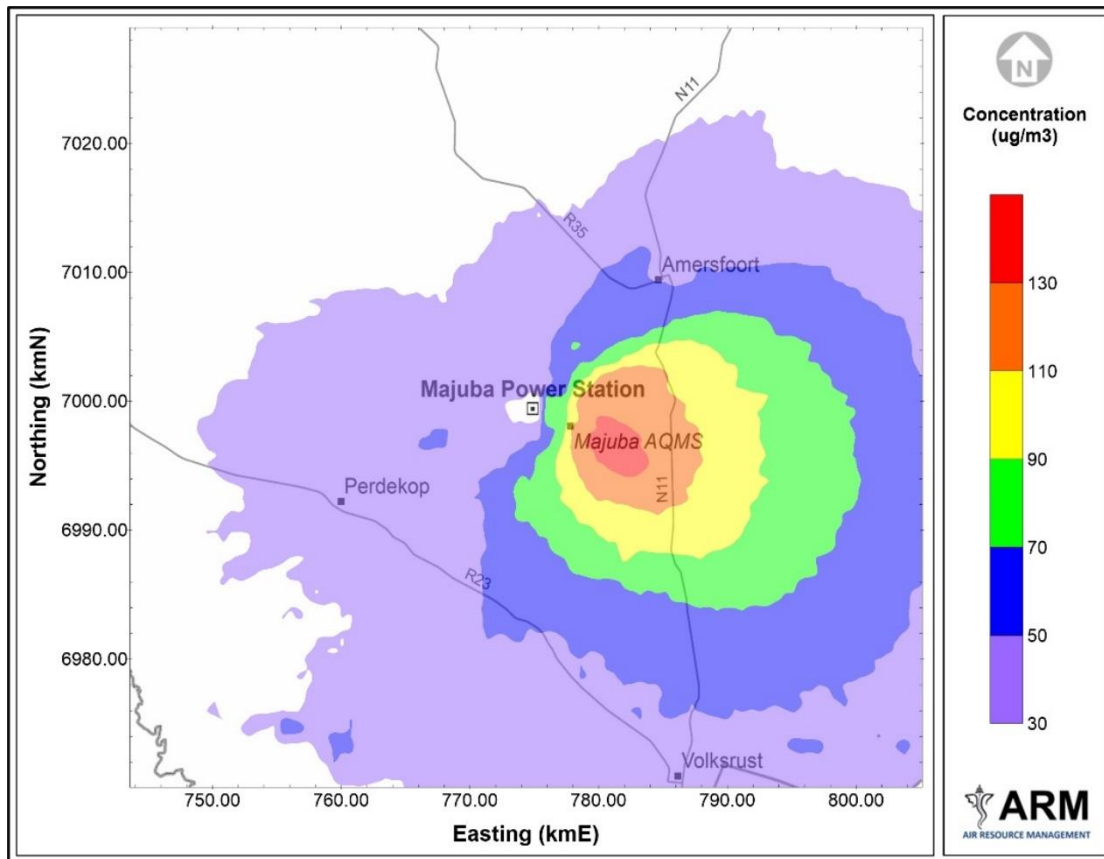 N11
7020.00
R35
7010.00
Amersfoort
Northing (kmN)
7000.00
Majuba Power Station
Majuba AQMS
Perdekop
N11
6990.00
R23
6980.00
Volksrust
750.00 760.00 770.00 780.00 790.00 800.00
Easting (kmE)
N
Concentration
(ug/m3)
130
110
90
70
50
30
ARM
AIR RESOURCE MANAGEMENT